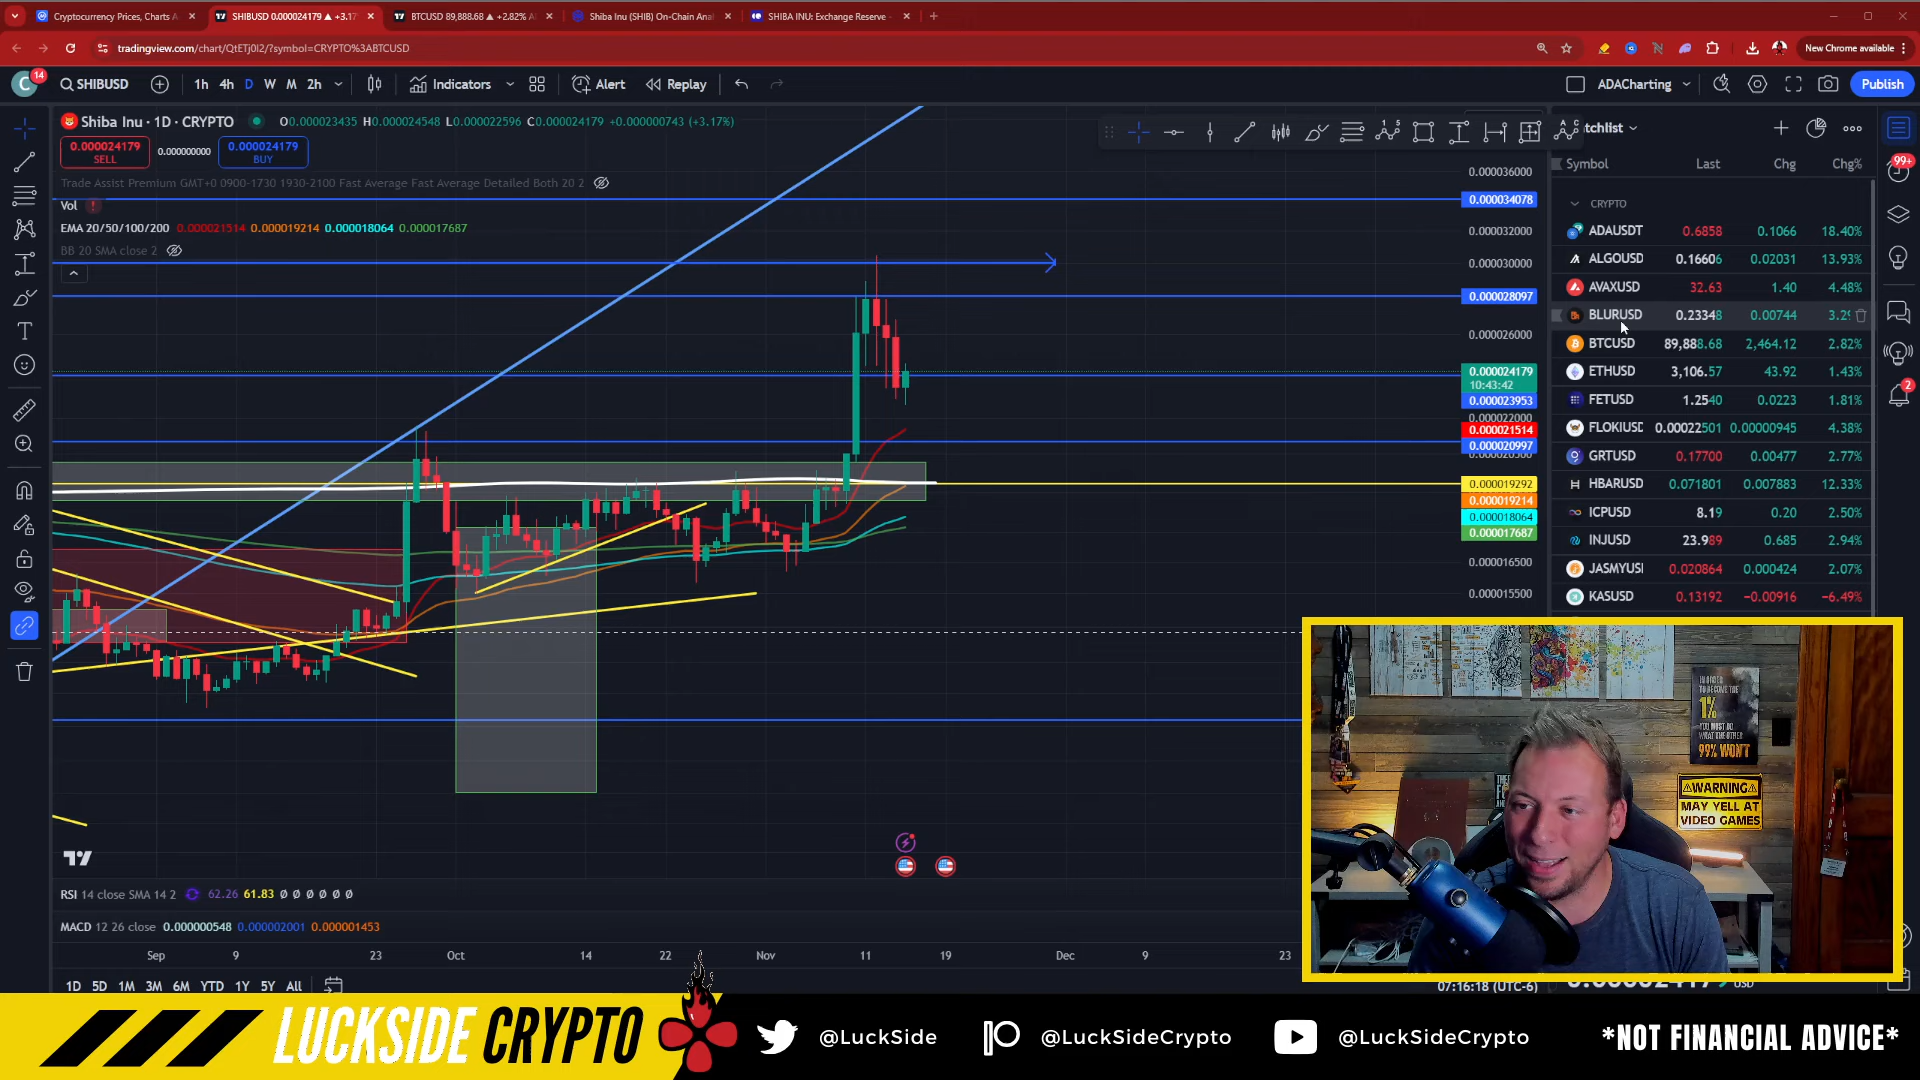 Cryptocurrency Prices, Charts A
SHIBUSD 0.000024179 ▲ +3.17
BTCUSD 89,888.68 ▲ +2.82%
Shiba Inu (SHIB) On-Chain Anal
SHIBA INU: Exchange Reserve -
tradingview.com/chart/QtETj0I2/?symbol=CRYPTO%3ABTCUSD
New Chrome available
C
14
SHIBUSD
1h 4h D W M 2h
Indicators
Alert
Replay
ADACharting
Publish
Shiba Inu · 1D · CRYPTO
O0.000023435 H0.000024548 L0.000022596 C0.000024179 +0.000000743 (+3.17%)
0.000024179
SELL
0.000000000
0.000024179
BUY
Trade Assist Premium GMT+0 0900-1730 1930-2100 Fast Average Fast Average Detailed Both 20 2
Vol
EMA 20/50/100/200 0.000021514 0.000019214 0.000018064 0.000017687
BB 20 SMA close 2
0.000036000
0.000034078
0.000032000
0.000030000
0.000028097
0.000026000
0.000024179
10:43:42
0.000023953
0.000022000
0.000021514
0.000020997
0.000019292
0.000019214
0.000018064
0.000017687
0.000016500
0.000015500
tchlist
Symbol Last Chg Chg%
CRYPTO
ADAUSDT 0.6858 0.1066 18.40%
ALGOUSD 0.16606 0.02031 13.93%
AVAXUSD 32.63 1.40 4.48%
BLURUSD 0.23348 0.00744 3.29
BTCUSD 89,888.68 2,464.12 2.82%
ETHUSD 3,106.57 43.92 1.43%
FETUSD 1.2540 0.0223 1.81%
FLOKIUSD 0.00022501 0.00000945 4.38%
GRTUSD 0.17700 0.00477 2.77%
HBARUSD 0.071801 0.007883 12.33%
ICPUSD 8.19 0.20 2.50%
INJUSD 23.989 0.685 2.94%
JASMYUSI 0.020864 0.000424 2.07%
KASUSD 0.13192 −0.00916 −6.49%
99+
2
RSI 14 close SMA 14 2 62.26 61.83 Ø Ø Ø Ø Ø Ø
MACD 12 26 close 0.000000548 0.000002001 0.000001453
Sep 9 23 Oct 14 22 Nov 11 19 Dec 9 23
1D 5D 1M 3M 6M YTD 1Y 5Y All
07:16:18 (UTC-6)
USD
1%
99% WON'T
WARNING
MAY YELL AT
VIDEO GAMES
LUCKSIDE CRYPTO
@LuckSide
@LuckSideCrypto
@LuckSideCrypto
*NOT FINANCIAL ADVICE*